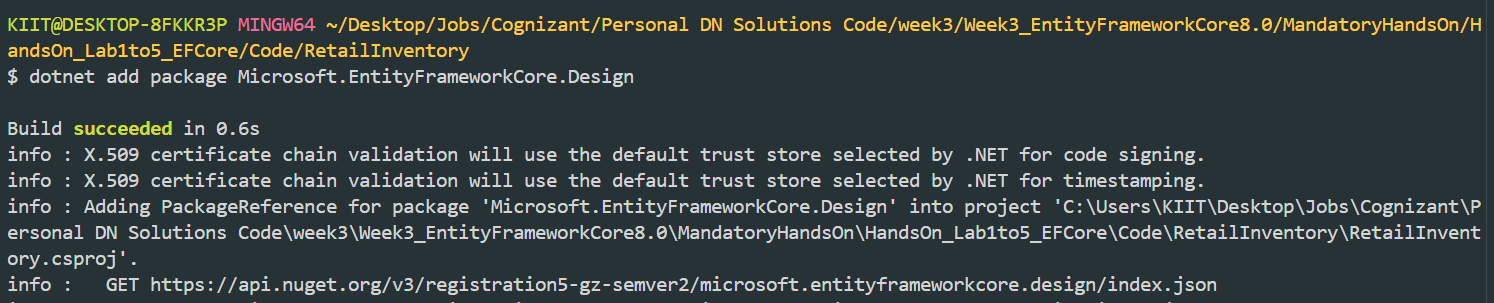 KIIT@DESKTOP-8FKKR3P MINGW64 ~/Desktop/Jobs/Cognizant/Personal DN Solutions Code/week3/Week3_EntityFrameworkCore8.0/MandatoryHandsOn/H
andsOn_Lab1to5_EFCore/Code/RetailInventory
$ dotnet add package Microsoft.EntityFrameworkCore.Design
Build succeeded in 0.6s
info : X.509 certificate chain validation will use the default trust store selected by .NET for code signing.
info : X.509 certificate chain validation will use the default trust store selected by .NET for timestamping.
info : Adding PackageReference for package 'Microsoft.EntityFrameworkCore.Design' into project 'C:\Users\KIIT\Desktop\Jobs\Cognizant\P
ersonal DN Solutions Code\week3\Week3_EntityFrameworkCore8.0\MandatoryHandsOn\HandsOn_Lab1to5_EFCore\Code\RetailInventory\RetailInvent
ory.csproj'.
info :   GET https://api.nuget.org/v3/registration5-gz-semver2/microsoft.entityframeworkcore.design/index.json